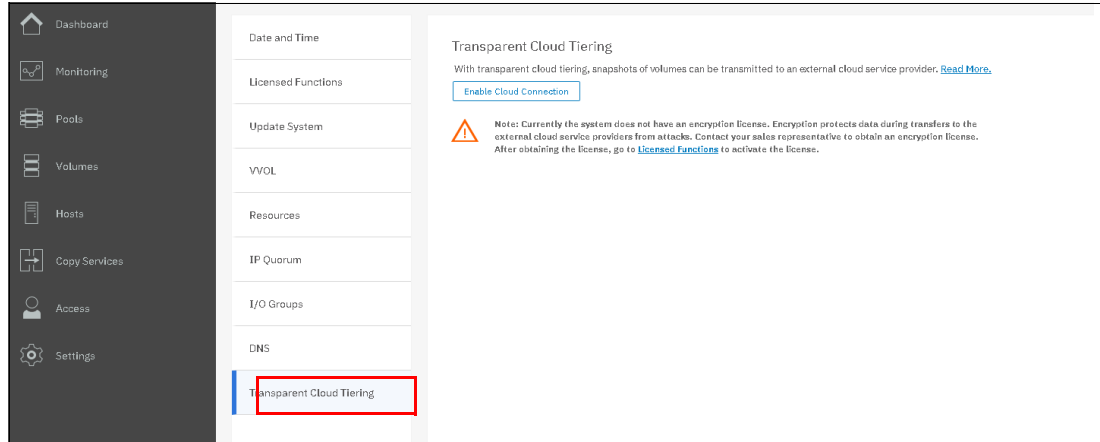 Dashboard
Monitoring
Pools
Volumes
Hosts
Copy Services
Access
Settings
Date and Time
Licensed Functions
Update System
VVOL
Resources
IP Quorum
I/O Groups
DNS
Transparent Cloud Tiering
Transparent Cloud Tiering
With transparent cloud tiering, snapshots of volumes can be transmitted to an external cloud service provider. Read More.
Enable Cloud Connection
Note: Currently the system does not have an encryption license. Encryption protects data during transfers to the
external cloud service providers from attacks. Contact your sales representative to obtain an encryption license.
After obtaining the license, go to Licensed Functions to activate the license.